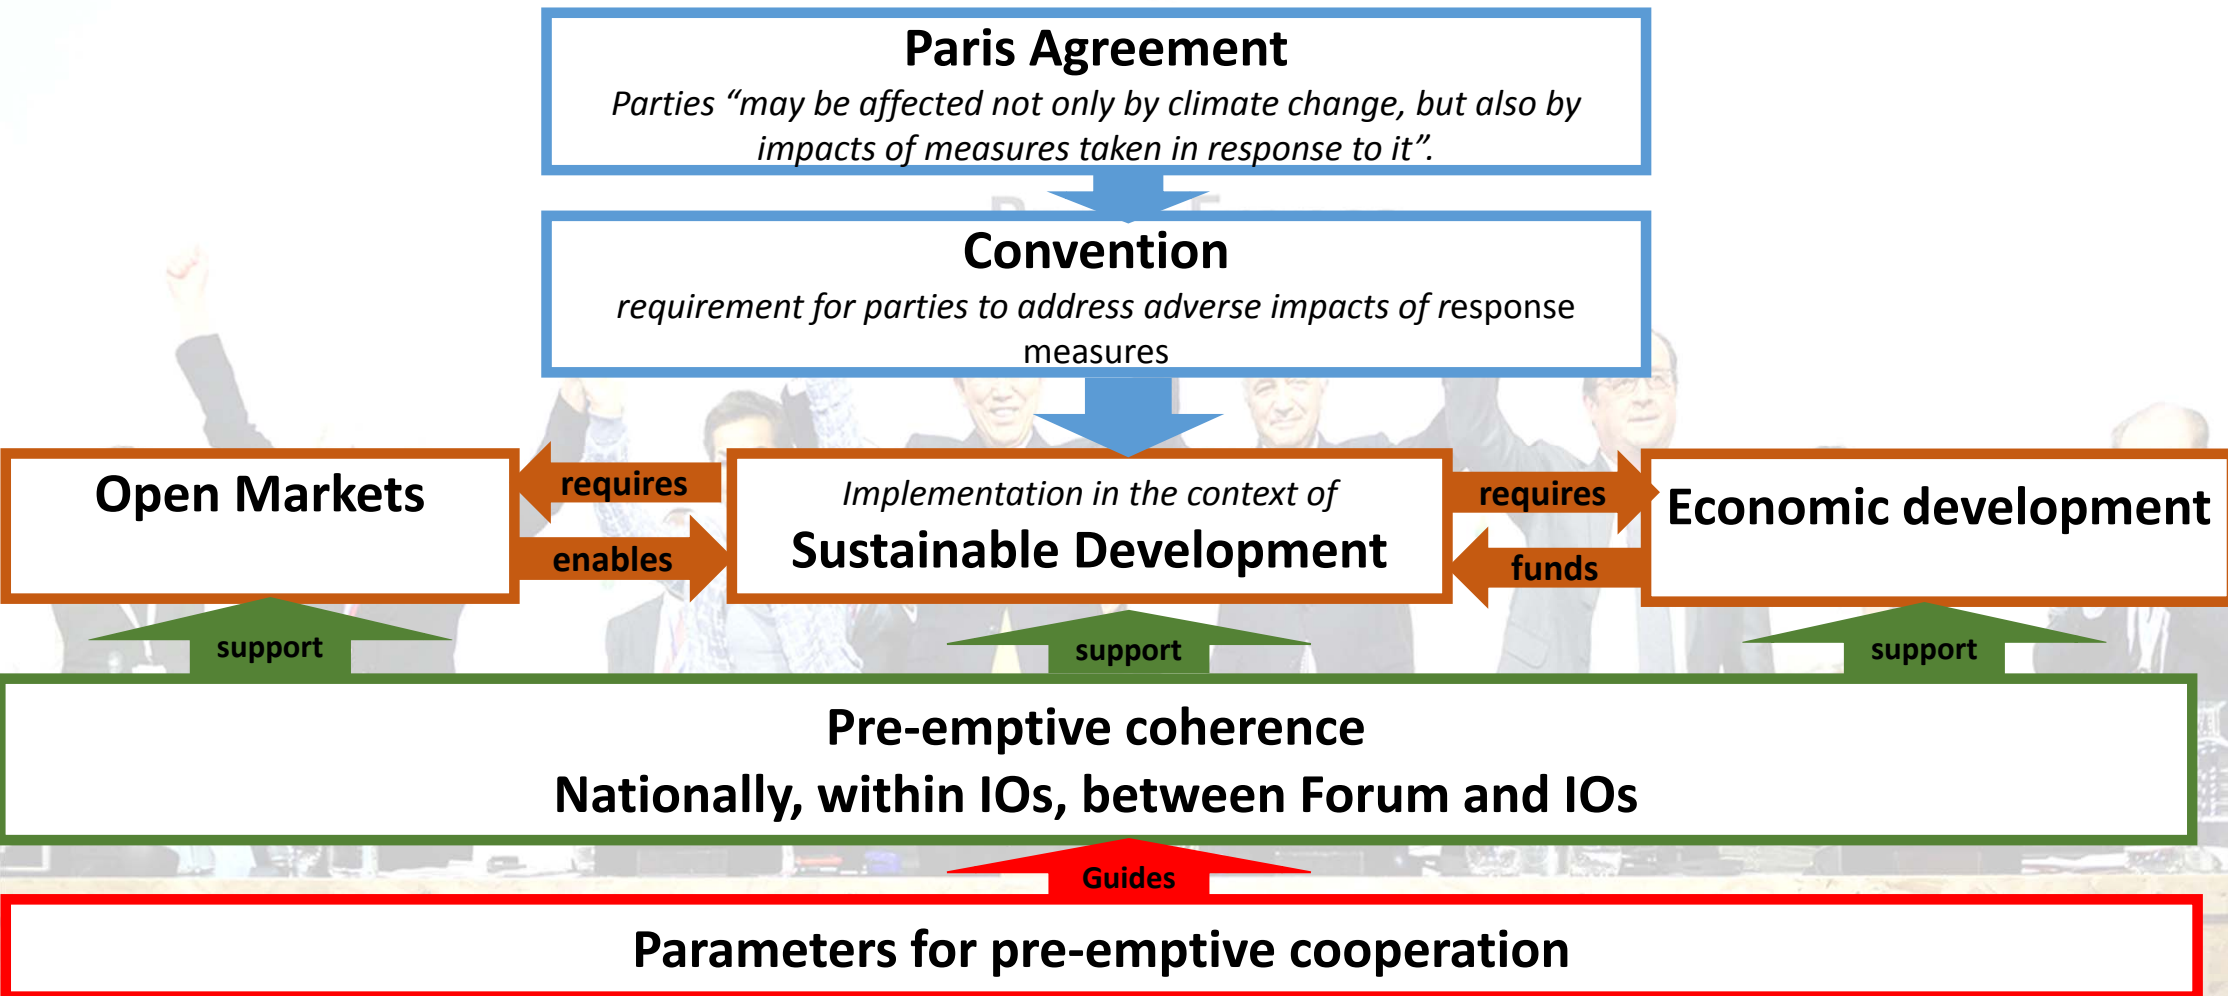 Paris Agreement
Parties “may be affected not only by climate change, but also by
impacts of measures taken in response to it”.
Convention
requirement for parties to address adverse impacts of response
measures
Open Markets
requires
enables
Implementation in the context of
Sustainable Development
requires
funds
Economic development
support
support
support
Pre-emptive coherence
Nationally, within IOs, between Forum and IOs
Guides
Parameters for pre-emptive cooperation